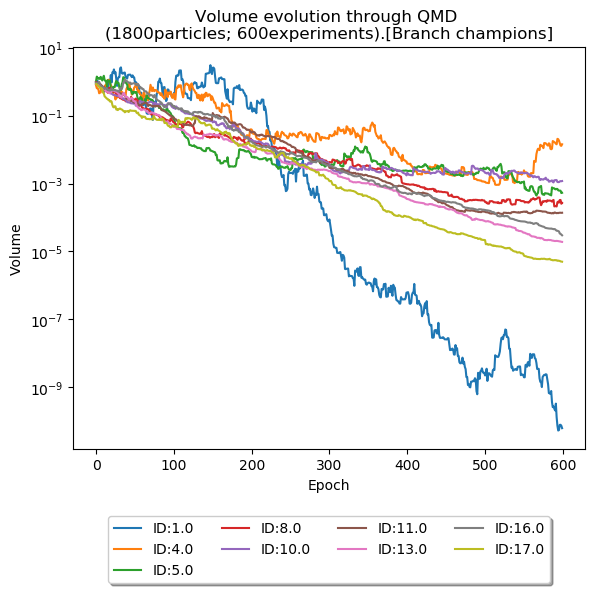 Volume evolution through QMD
(1800particles; 600experiments).[Branch champions]
10^1
10^−1
10^−3
10^−5
10^−7
10^−9
Volume
0 100 200 300 400 500 600
Epoch
ID:1.0 ID:8.0 ID:11.0 ID:16.0
ID:4.0 ID:10.0 ID:13.0 ID:17.0
ID:5.0